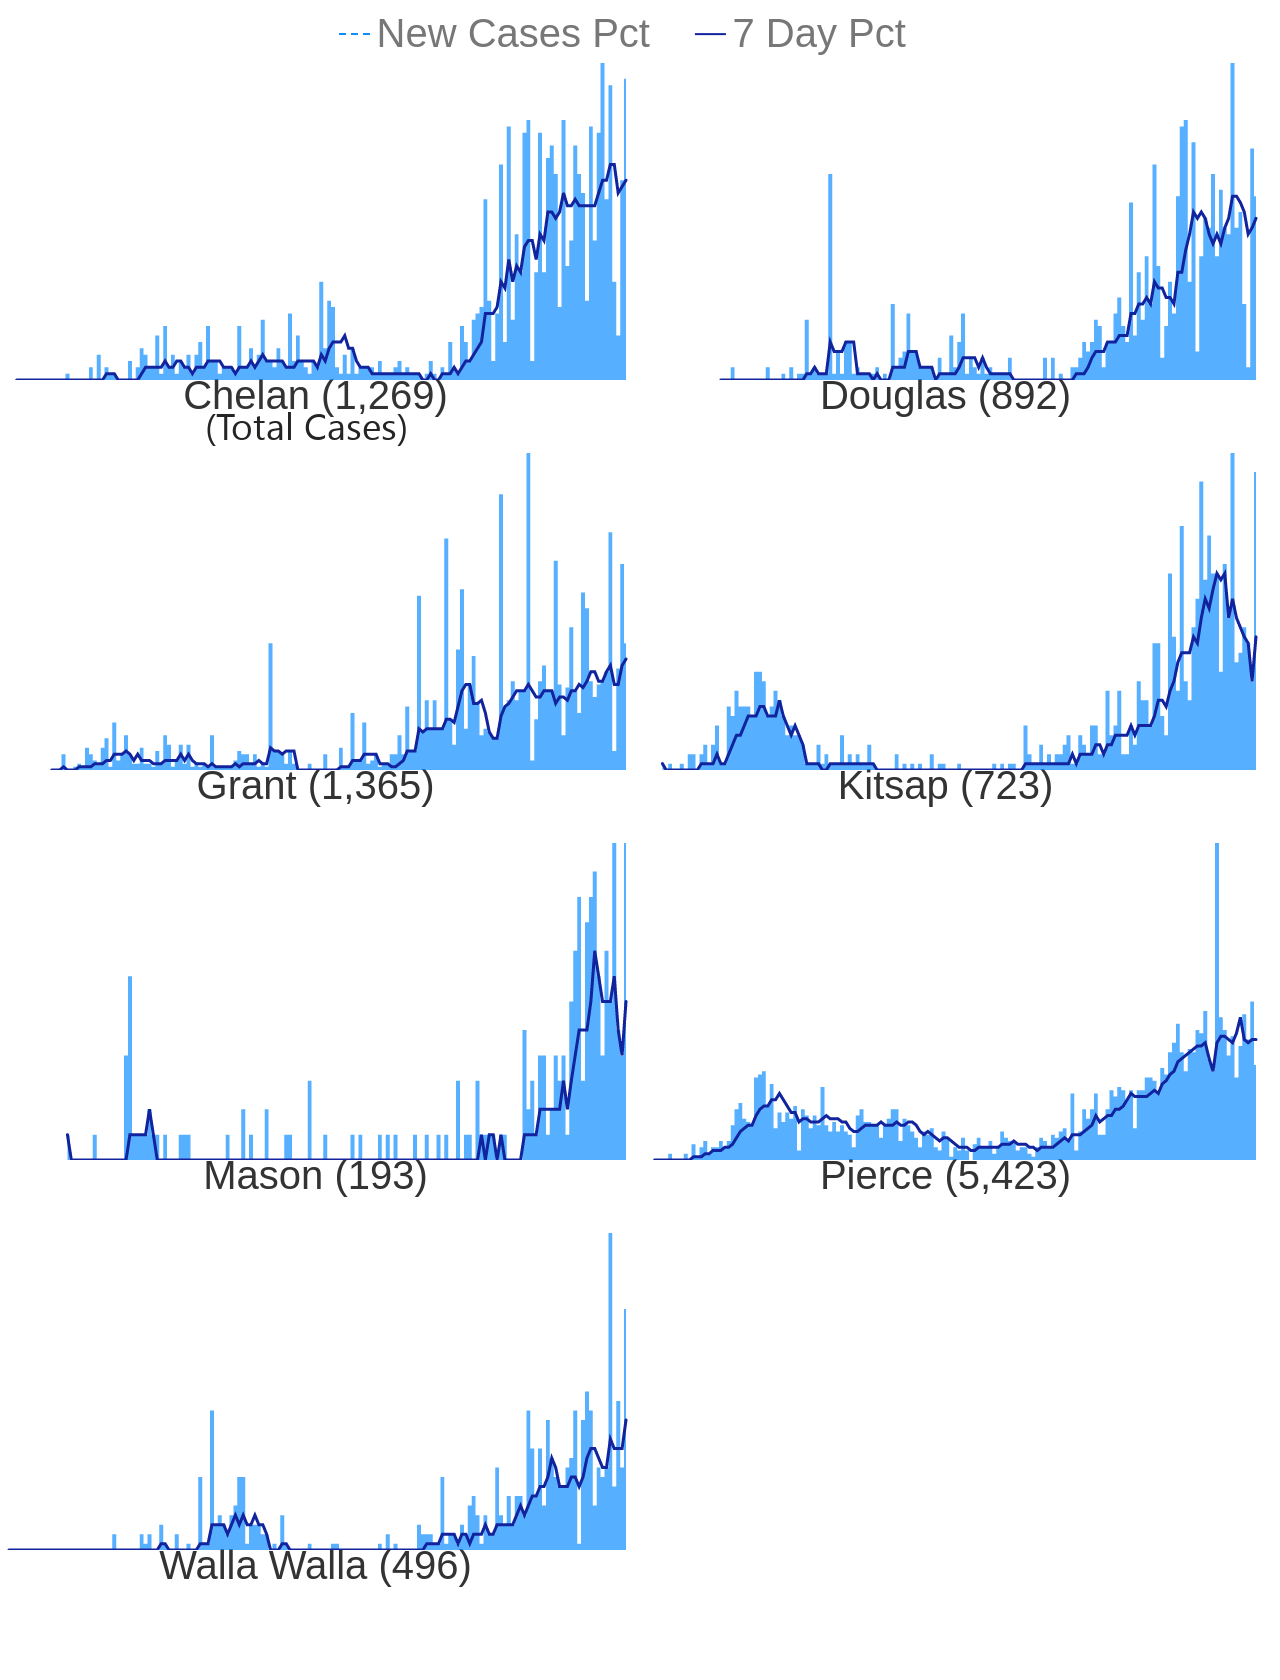 New Cases Pct 7 Day Pct
Chelan (1,269) Douglas (892)
(Total Cases)
Grant (1,365) Kitsap (723)
Mason (193) Pierce (5,423)
Walla Walla (496)